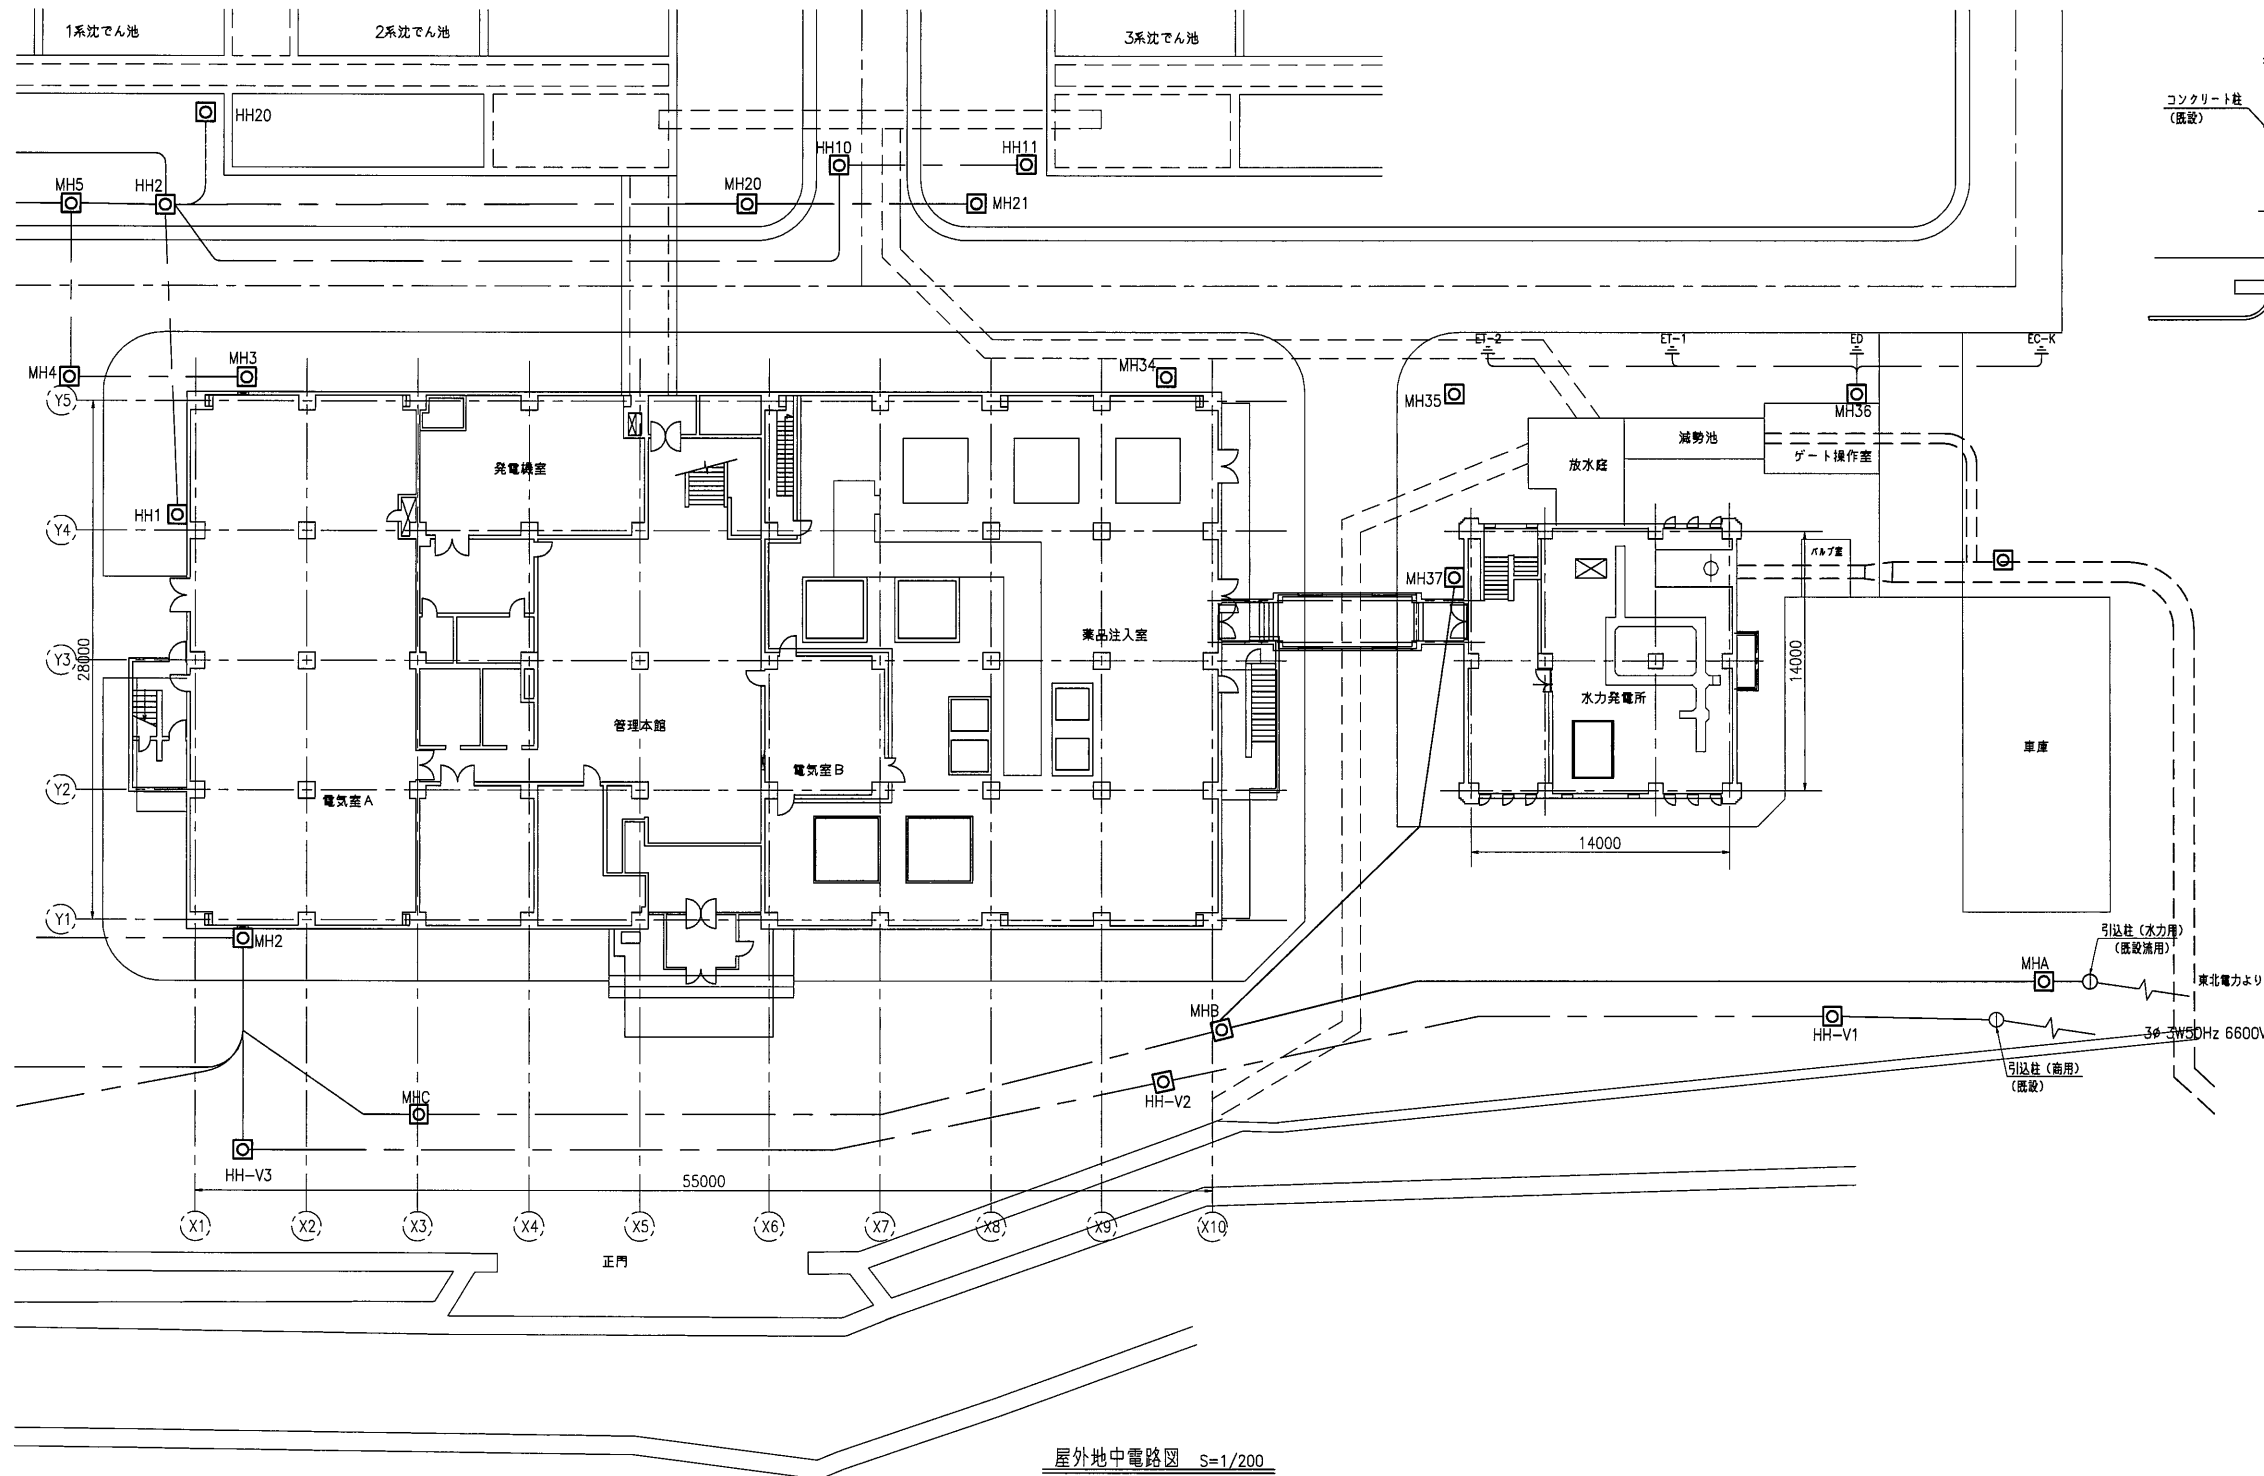 1系沈でん池
2系沈でん池
3系沈でん池
コンクリート柱
(既設)
HH20
HH10
HH11
MH5
HH2
MH20
MH21
ET-2
ET-1
ED
EC-K
MH4
MH3
MH34
MH35
MH36
Y5
減勢池
ゲート操作室
放水庭
発電機室
HH1
Y4
バルブ室
MH37
薬品注入室
Y3
28000
14000
水力発電所
管理本館
車庫
電気室B
Y2
電気室A
14000
Y1
MH2
引込柱(水力用)
(既設流用)
MHA
東北電力より
MHB
HH-V1
3φ 3W50Hz 6600V
引込柱(商用)
(既設)
MHC
HH-V2
HH-V3
55000
X1
X2
X3
X4
X5
X6
X7
X8
X9
X10
正門
屋外地中電路図 S=1/200